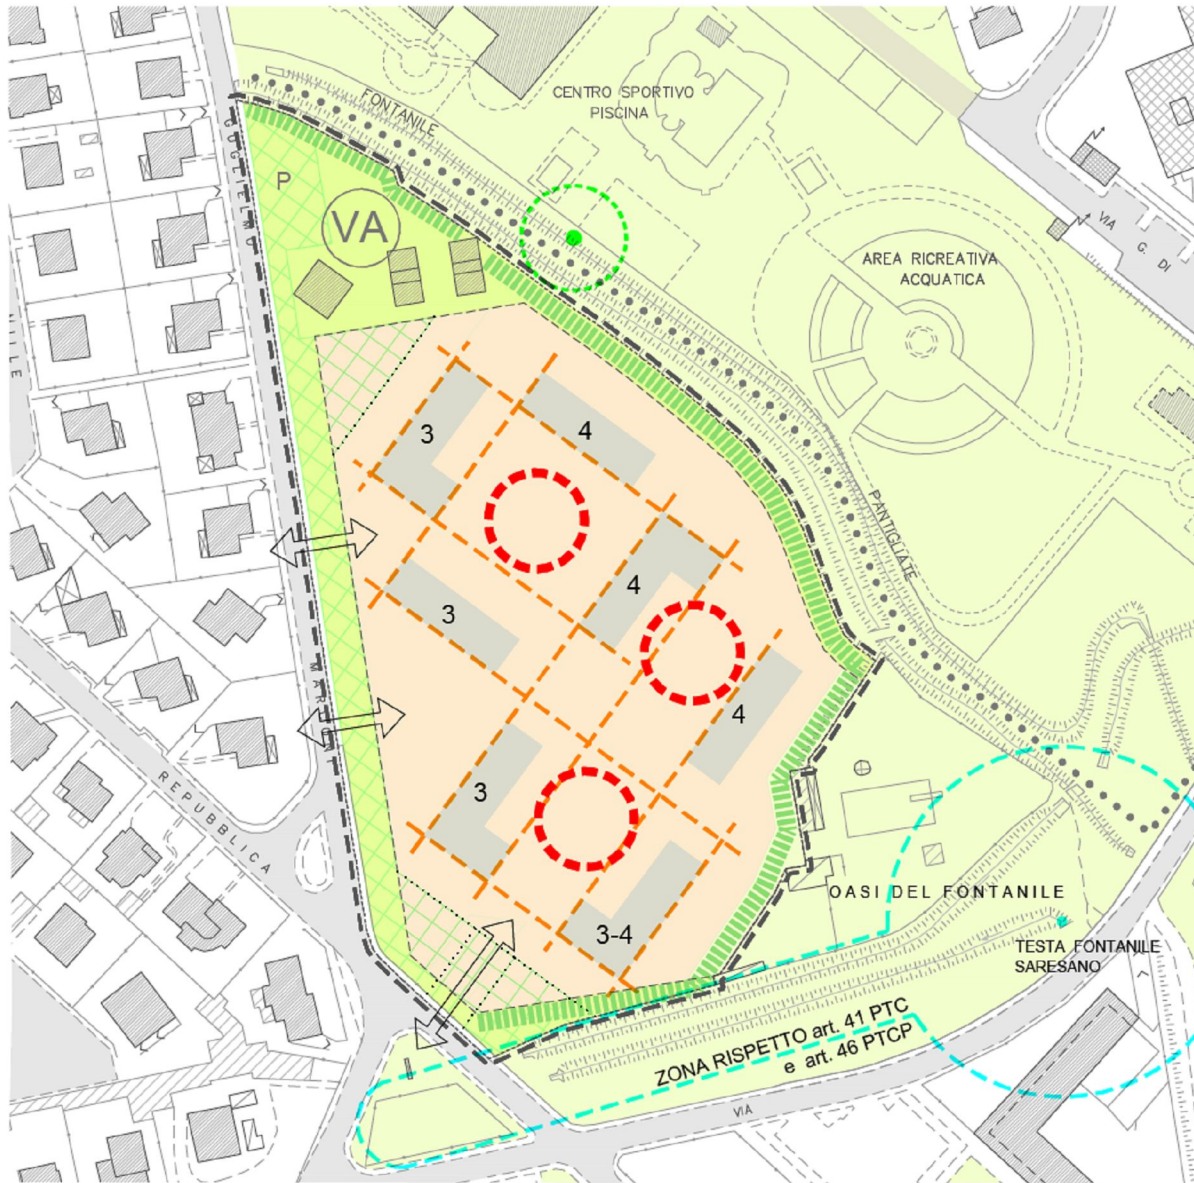 FONTANILE
CENTRO SPORTIVO
PISCINA
GUGLIELMO
P
VA
VIA G. DI
AREA RICREATIVA
ACQUATICA
3
4
PANTIGLIATE
4
3
4
3
REPUBBLICA
OASI DEL FONTANILE
3-4
TESTA FONTANILE
SARESANO
ZONA RISPETTO art. 41 PTC
e art. 46 PTCP
VIA